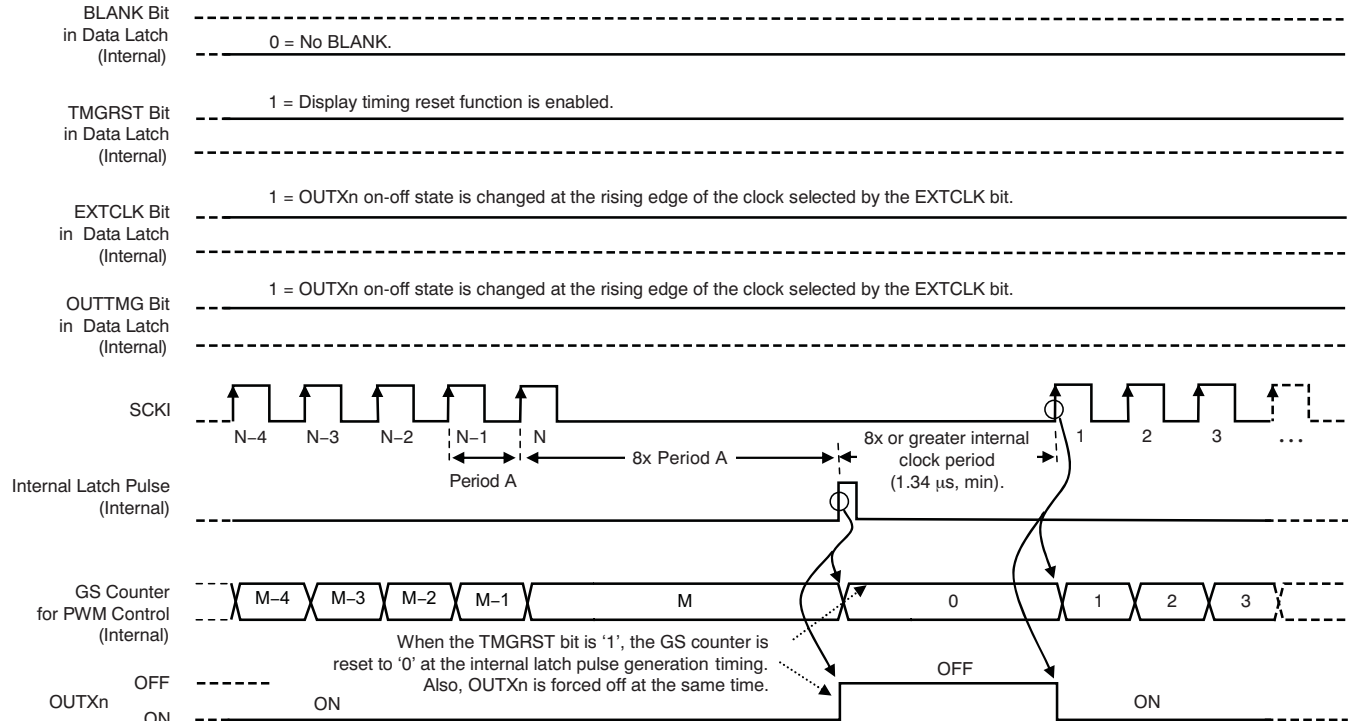 BLANK Bit
in Data Latch
(Internal)
0 = No BLANK.
TMGRST Bit
in Data Latch
(Internal)
1 = Display timing reset function is enabled.
EXTCLK Bit
in Data Latch
(Internal)
1 = OUTXn on-off state is changed at the rising edge of the clock selected by the EXTCLK bit.
OUTTMG Bit
in Data Latch
(Internal)
1 = OUTXn on-off state is changed at the rising edge of the clock selected by the EXTCLK bit.
SCKI
N–4 N–3 N–2 N–1 N 1 2 3 ...
Period A
8x Period A
8x or greater internal
clock period
(1.34 μs, min).
Internal Latch Pulse
(Internal)
GS Counter
for PWM Control
(Internal)
M–4 M–3 M–2 M–1 M 0 1 2 3
When the TMGRST bit is ‘1’, the GS counter is
reset to ‘0’ at the internal latch pulse generation timing.
Also, OUTXn is forced off at the same time.
OUTXn
OFF
ON
ON OFF ON